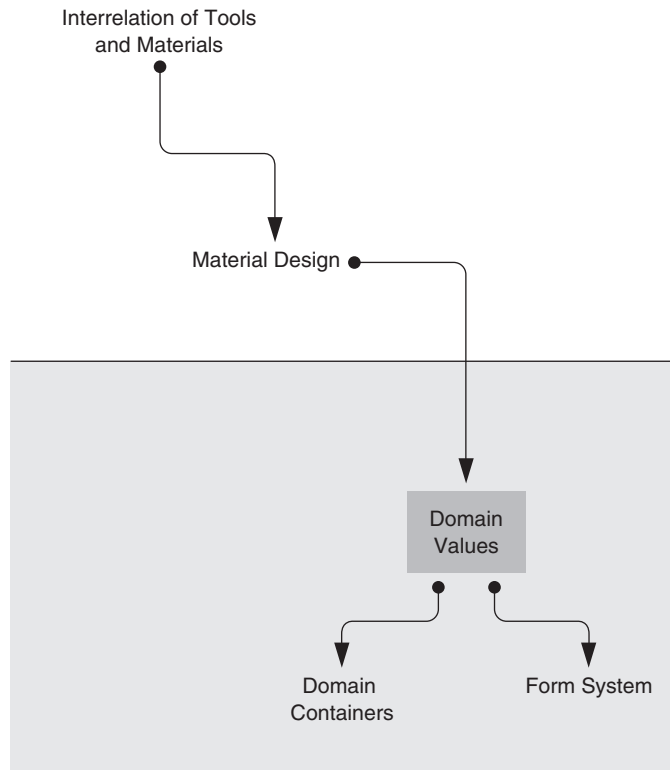 Interrelation of Tools
and Materials
Material Design
Domain
Values
Domain
Containers
Form System